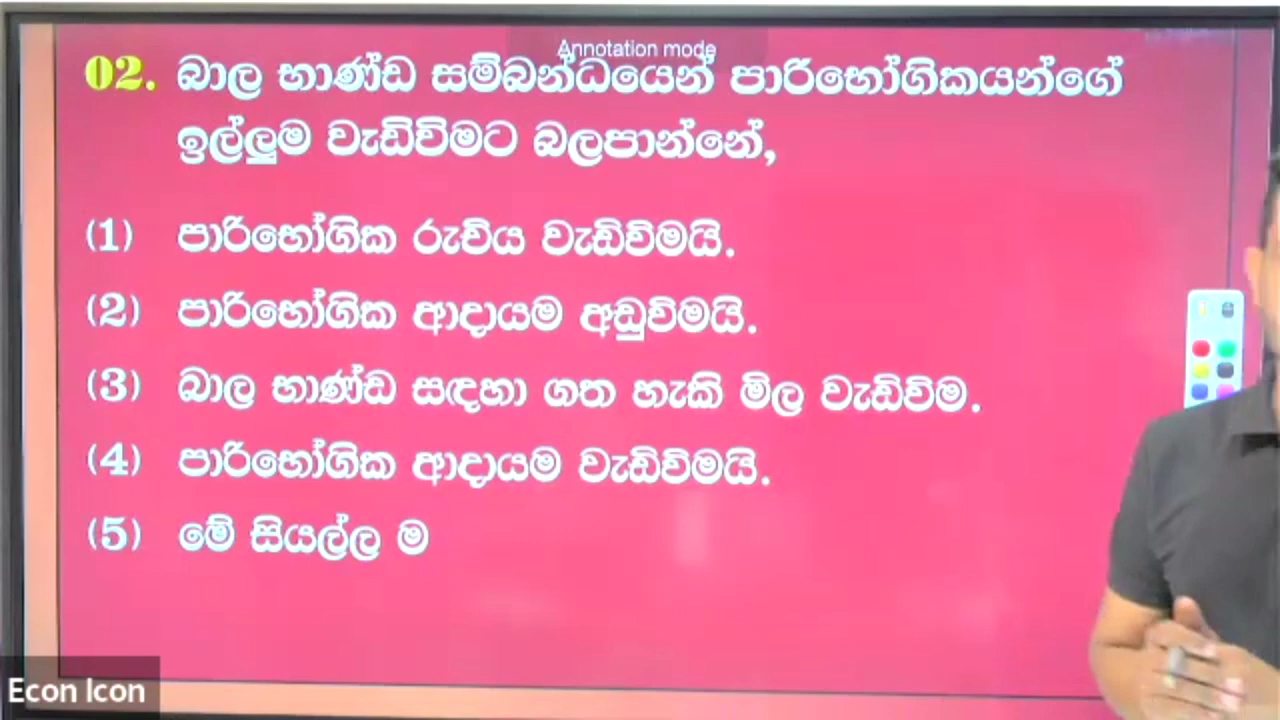 Annotation mode
02. බාල භාණ්ඩ සම්බන්ධයෙන් පාරිභෝගිකයන්ගේ
ඉල්ලුම වැඩිවීමට බලපාන්නේ,
(1) පාරිභෝගික රුචිය වැඩිවීමයි.
(2) පාරිභෝගික ආදායම අඩුවීමයි.
(3) බාල භාණ්ඩ සඳහා ගත හැකි මිල වැඩිවීම.
(4) පාරිභෝගික ආදායම වැඩිවීමයි.
(5) මේ සියල්ල ම
Econ Icon